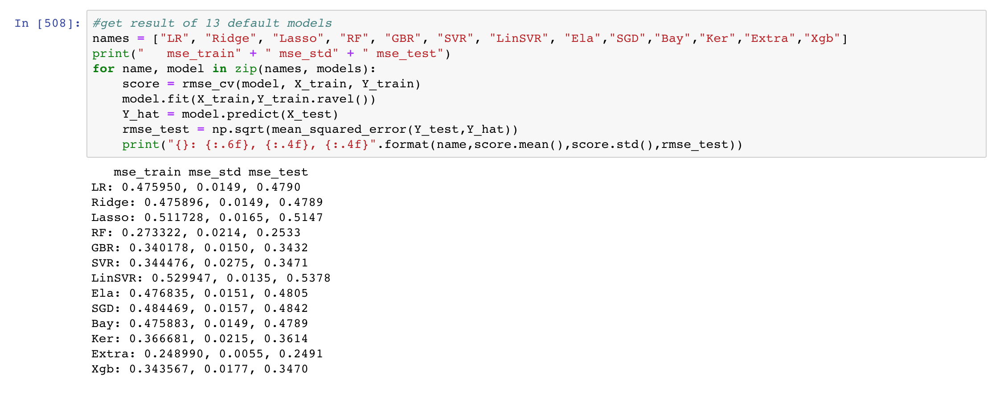 In [508]: #get result of 13 default models
names = ["LR", "Ridge", "Lasso", "RF", "GBR", "SVR", "LinSVR", "Ela","SGD","Bay","Ker","Extra","Xgb"]
print("   mse_train" + " mse_std" + " mse_test")
for name, model in zip(names, models):
    score = rmse_cv(model, X_train, Y_train)
    model.fit(X_train,Y_train.ravel())
    Y_hat = model.predict(X_test)
    rmse_test = np.sqrt(mean_squared_error(Y_test,Y_hat))
    print("{}: {:.6f}, {:.4f}, {:.4f}".format(name,score.mean(),score.std(),rmse_test))
   mse_train mse_std mse_test
LR: 0.475950, 0.0149, 0.4790
Ridge: 0.475896, 0.0149, 0.4789
Lasso: 0.511728, 0.0165, 0.5147
RF: 0.273322, 0.0214, 0.2533
GBR: 0.340178, 0.0150, 0.3432
SVR: 0.344476, 0.0275, 0.3471
LinSVR: 0.529947, 0.0135, 0.5378
Ela: 0.476835, 0.0151, 0.4805
SGD: 0.484469, 0.0157, 0.4842
Bay: 0.475883, 0.0149, 0.4789
Ker: 0.366681, 0.0215, 0.3614
Extra: 0.248990, 0.0055, 0.2491
Xgb: 0.343567, 0.0177, 0.3470